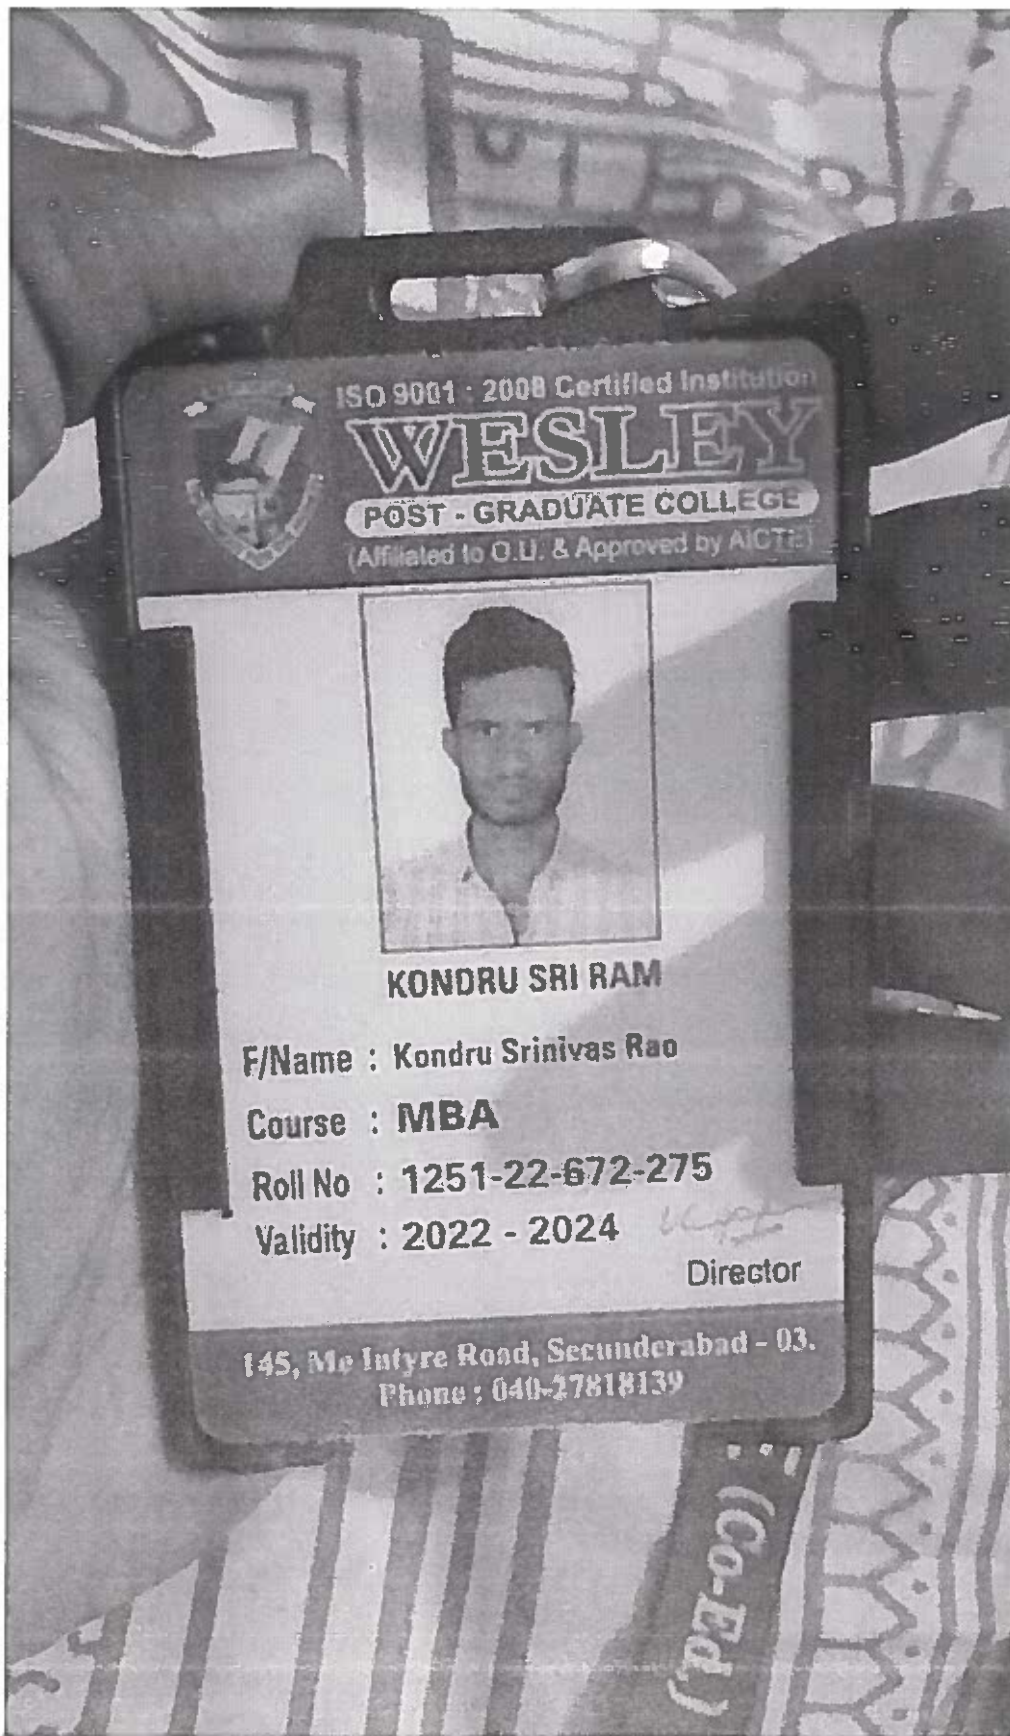 ISO 9001 : 2008 Certified Institution
WESLEY
POST - GRADUATE COLLEGE
(Affiliated to O.U. & Approved by AICTE)
KONDRU SRI RAM
F/Name : Kondru Srinivas Rao
Course : MBA
Roll No : 1251-22-672-275
Validity : 2022 - 2024
Director
145, Mc Intyre Road, Secunderabad - 03.
Phone : 040-27818139
(Co-Ed.)